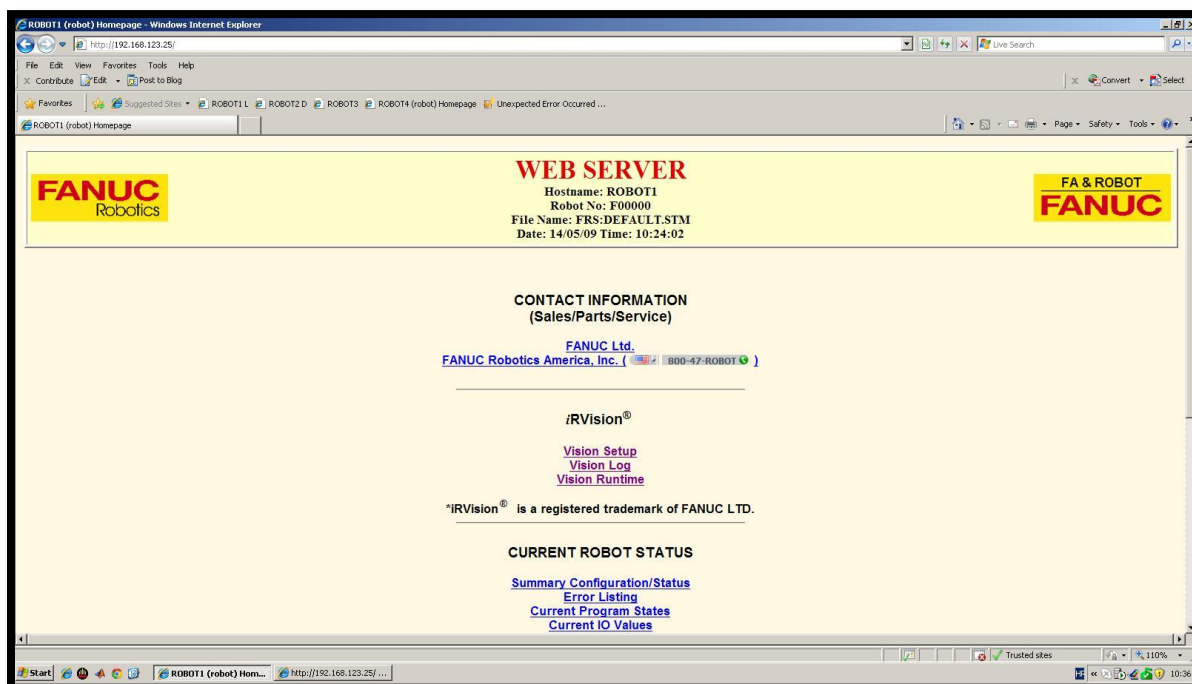 ROBOT1 (robot) Homepage - Windows Internet Explorer
http://192.168.123.25/
Live Search
File Edit View Favorites Tools Help
Contribute Edit Post to Blog
Convert Select
Favorites Suggested Sites ROBOT1 L ROBOT2 D ROBOT3 ROBOT4 (robot) Homepage Unexpected Error Occurred ...
ROBOT1 (robot) Homepage
Page Safety Tools
FANUC
Robotics
WEB SERVER
Hostname: ROBOT1
Robot No: F00000
File Name: FRS:DEFAULT.STM
Date: 14/05/09 Time: 10:24:02
FA & ROBOT
FANUC
CONTACT INFORMATION
(Sales/Parts/Service)
FANUC Ltd.
FANUC Robotics America, Inc. ( 800-47-ROBOT )
iRVision®
Vision Setup
Vision Log
Vision Runtime
*iRVision® is a registered trademark of FANUC LTD.
CURRENT ROBOT STATUS
Summary Configuration/Status
Error Listing
Current Program States
Current IO Values
Trusted sites 110%
Start ROBOT1 (robot) Hom... http://192.168.123.25/ ... 10:36